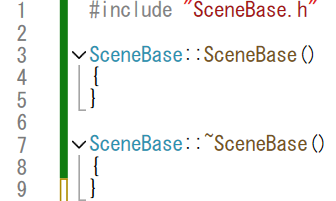 1 #include "SceneBase.h"
2
3 SceneBase::SceneBase()
4 {
5 }
6
7 SceneBase::~SceneBase()
8 {
9 }